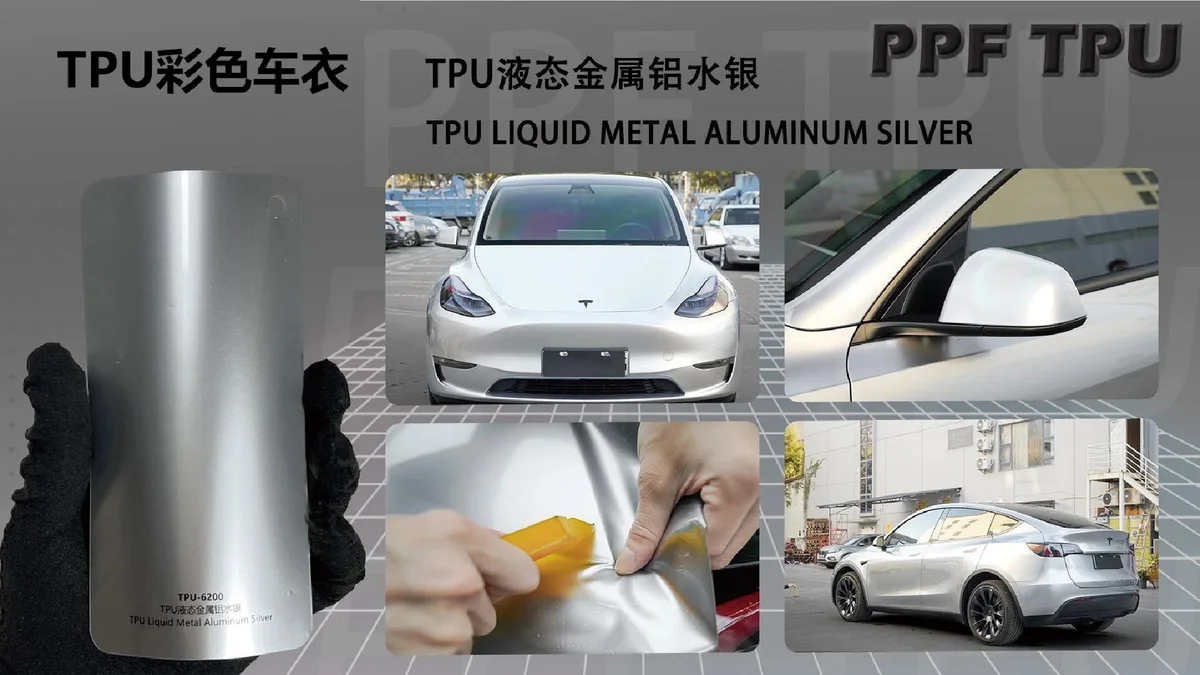 TPU彩色车衣
TPU液态金属铝水银
TPU LIQUID METAL ALUMINUM SILVER
PPF TPU
PPF TPU
TPU-6200
TPU液态金属铝水银
TPU Liquid Metal Aluminum Silver